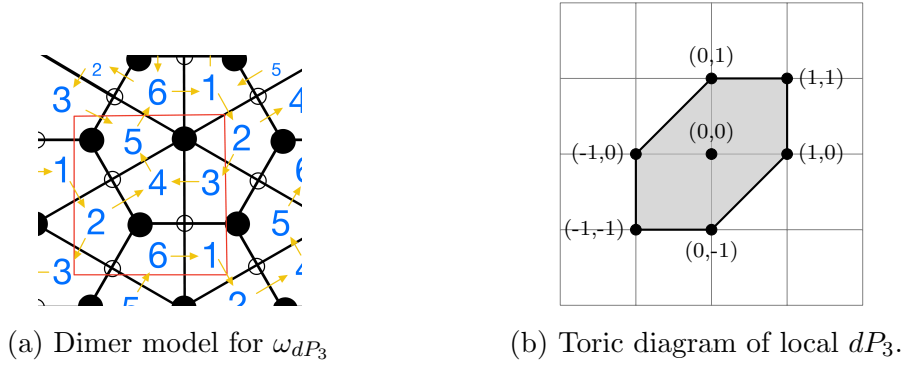 2 5
3 6 1 4
5 2
1 4 3 6
2 5
6 1
3 5 2 4
(a) Dimer model for ω_{dP_3}
(0,1)
(1,1)
(0,0)
(-1,0) (1,0)
(-1,-1)
(0,-1)
(b) Toric diagram of local dP_3.